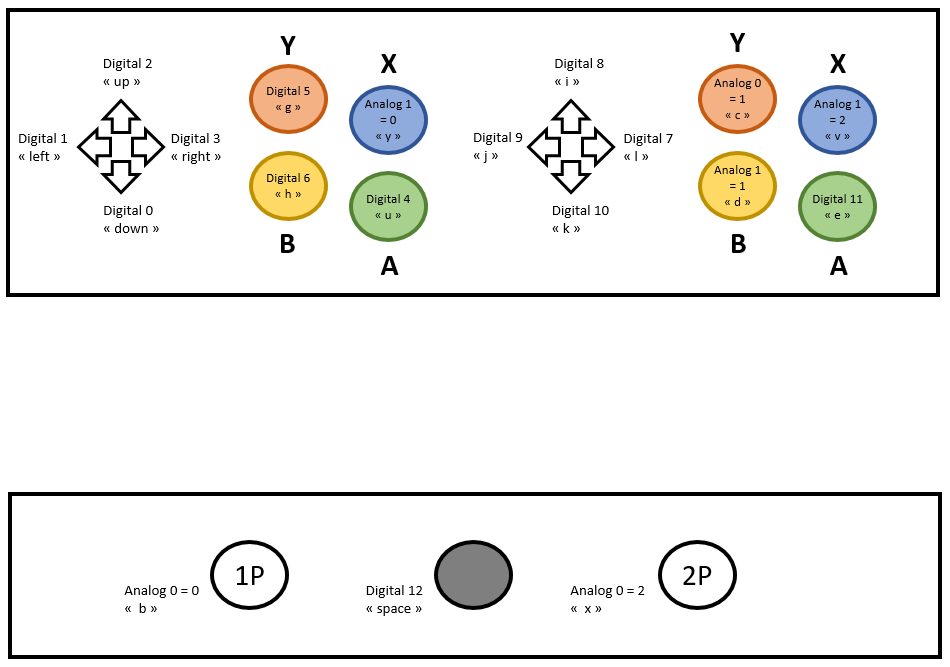 Digital 2
« up »
Digital 1
« left »
Digital 3
« right »
Digital 0
« down »
Y
Digital 5
« g »
X
Analog 1
= 0
« y »
Digital 6
« h »
B
Digital 4
« u »
A
Digital 8
« i »
Digital 9
« j »
Digital 7
« l »
Digital 10
« k »
Y
Analog 0
= 1
« c »
X
Analog 1
= 2
« v »
Analog 1
= 1
« d »
B
Digital 11
« e »
A
1P
Analog 0 = 0
« b »
Digital 12
« space »
2P
Analog 0 = 2
« x »